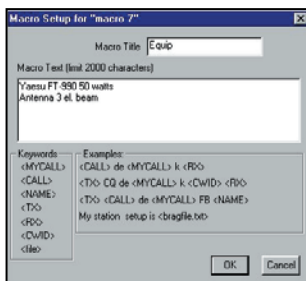 Macro Setup for "macro 7"
Macro Title Equip
Macro Text (limit 2000 characters)
Yaesu FT-990 50 watts
Antenna 3 el. beam
Keywords
<MYCALL>
<CALL>
<NAME>
<TX>
<RX>
<CWID>
<file>
Examples:
<CALL> de <MYCALL> k <RX>
<TX> CQ de <MYCALL> k <CWID> <RX>
<TX> <CALL> de <MYCALL> FB <NAME>
My station setup is <bragfile.txt>
OK
Cancel